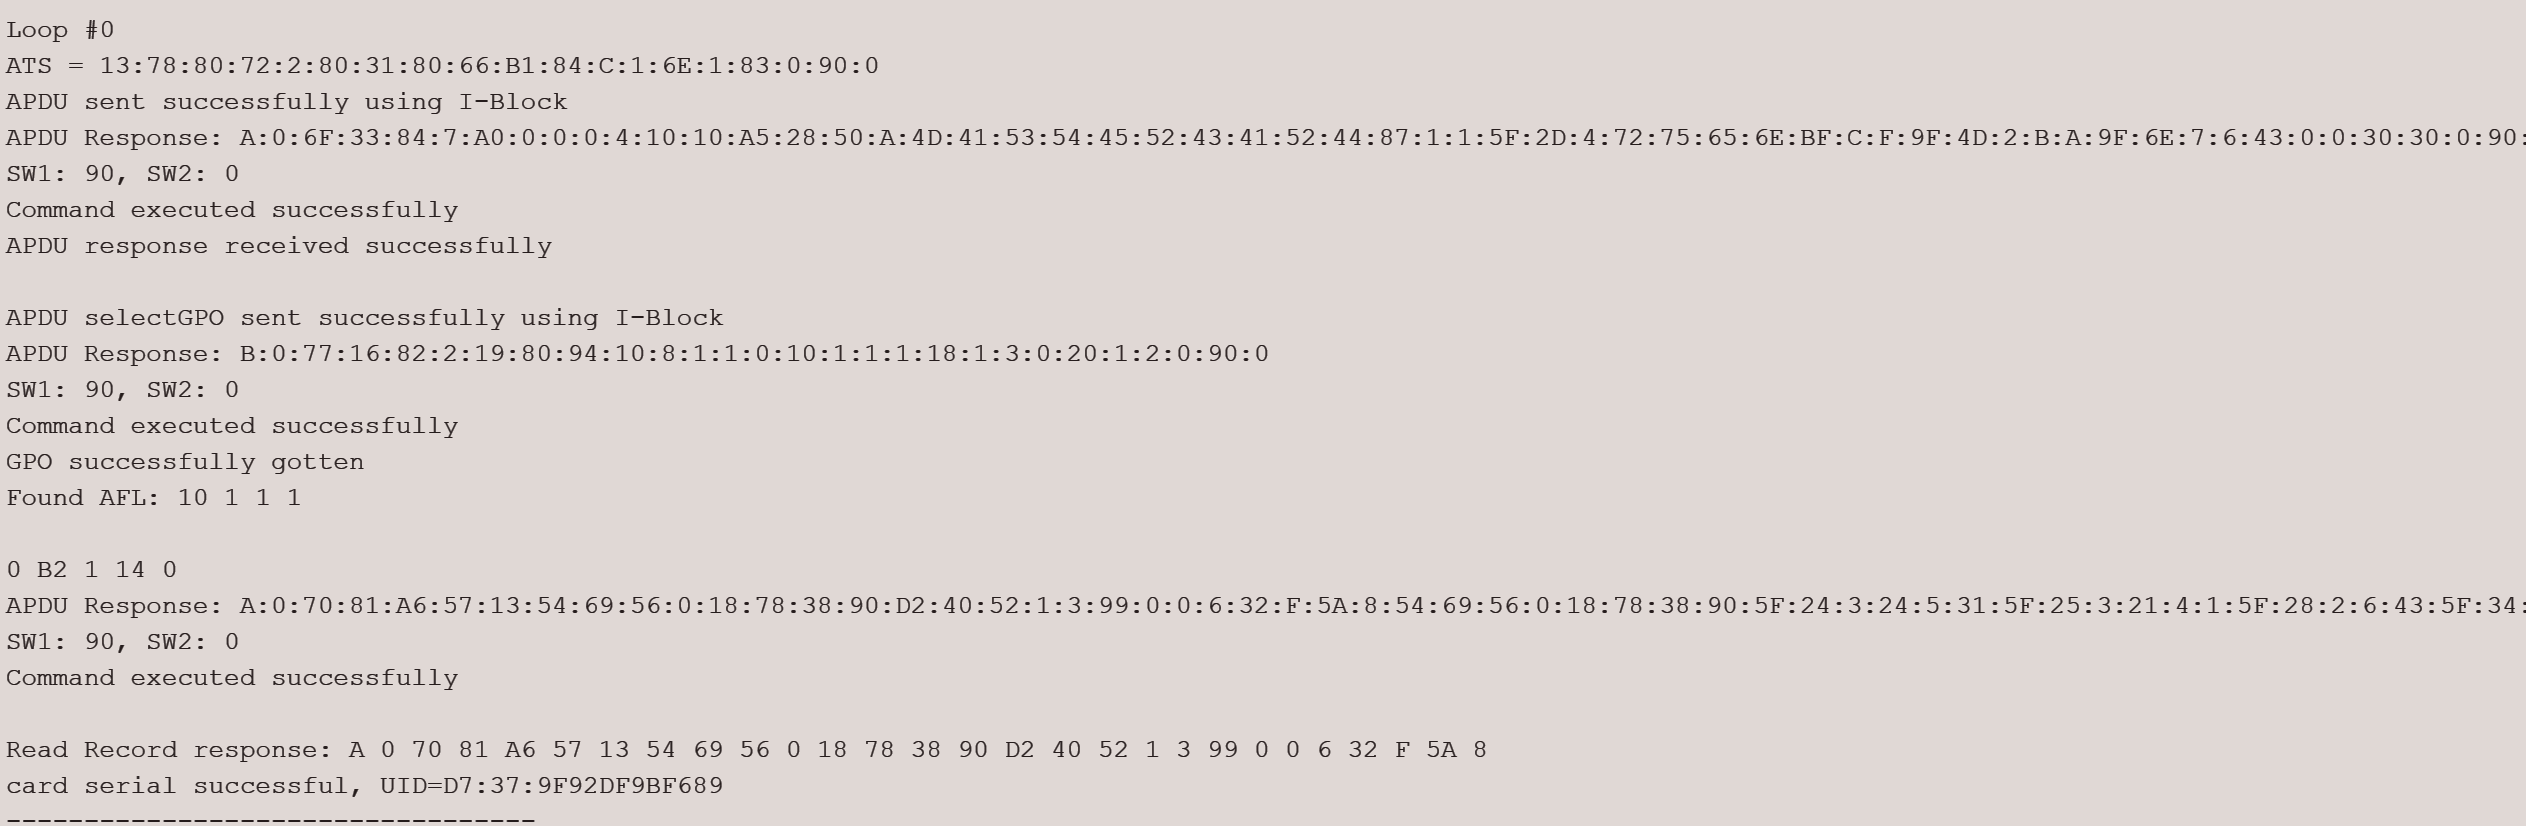 Loop #0
ATS = 13:78:80:72:2:80:31:80:66:B1:84:C:1:6E:1:83:0:90:0
APDU sent successfully using I-Block
APDU Response: A:0:6F:33:84:7:A0:0:0:0:4:10:10:A5:28:50:A:4D:41:53:54:45:52:43:41:52:44:87:1:1:5F:2D:4:72:75:65:6E:BF:C:F:9F:4D:2:B:A:9F:6E:7:6:43:0:0:30:30:0:90:
SW1: 90, SW2: 0
Command executed successfully
APDU response received successfully
APDU selectGPO sent successfully using I-Block
APDU Response: B:0:77:16:82:2:19:80:94:10:8:1:1:0:10:1:1:1:18:1:3:0:20:1:2:0:90:0
SW1: 90, SW2: 0
Command executed successfully
GPO successfully gotten
Found AFL: 10 1 1 1
0 B2 1 14 0
APDU Response: A:0:70:81:A6:57:13:54:69:56:0:18:78:38:90:D2:40:52:1:3:99:0:0:6:32:F:5A:8:54:69:56:0:18:78:38:90:5F:24:3:24:5:31:5F:25:3:21:4:1:5F:28:2:6:43:5F:34:
SW1: 90, SW2: 0
Command executed successfully
Read Record response: A 0 70 81 A6 57 13 54 69 56 0 18 78 38 90 D2 40 52 1 3 99 0 0 6 32 F 5A 8
card serial successful, UID=D7:37:9F92DF9BF689
----------------------------------